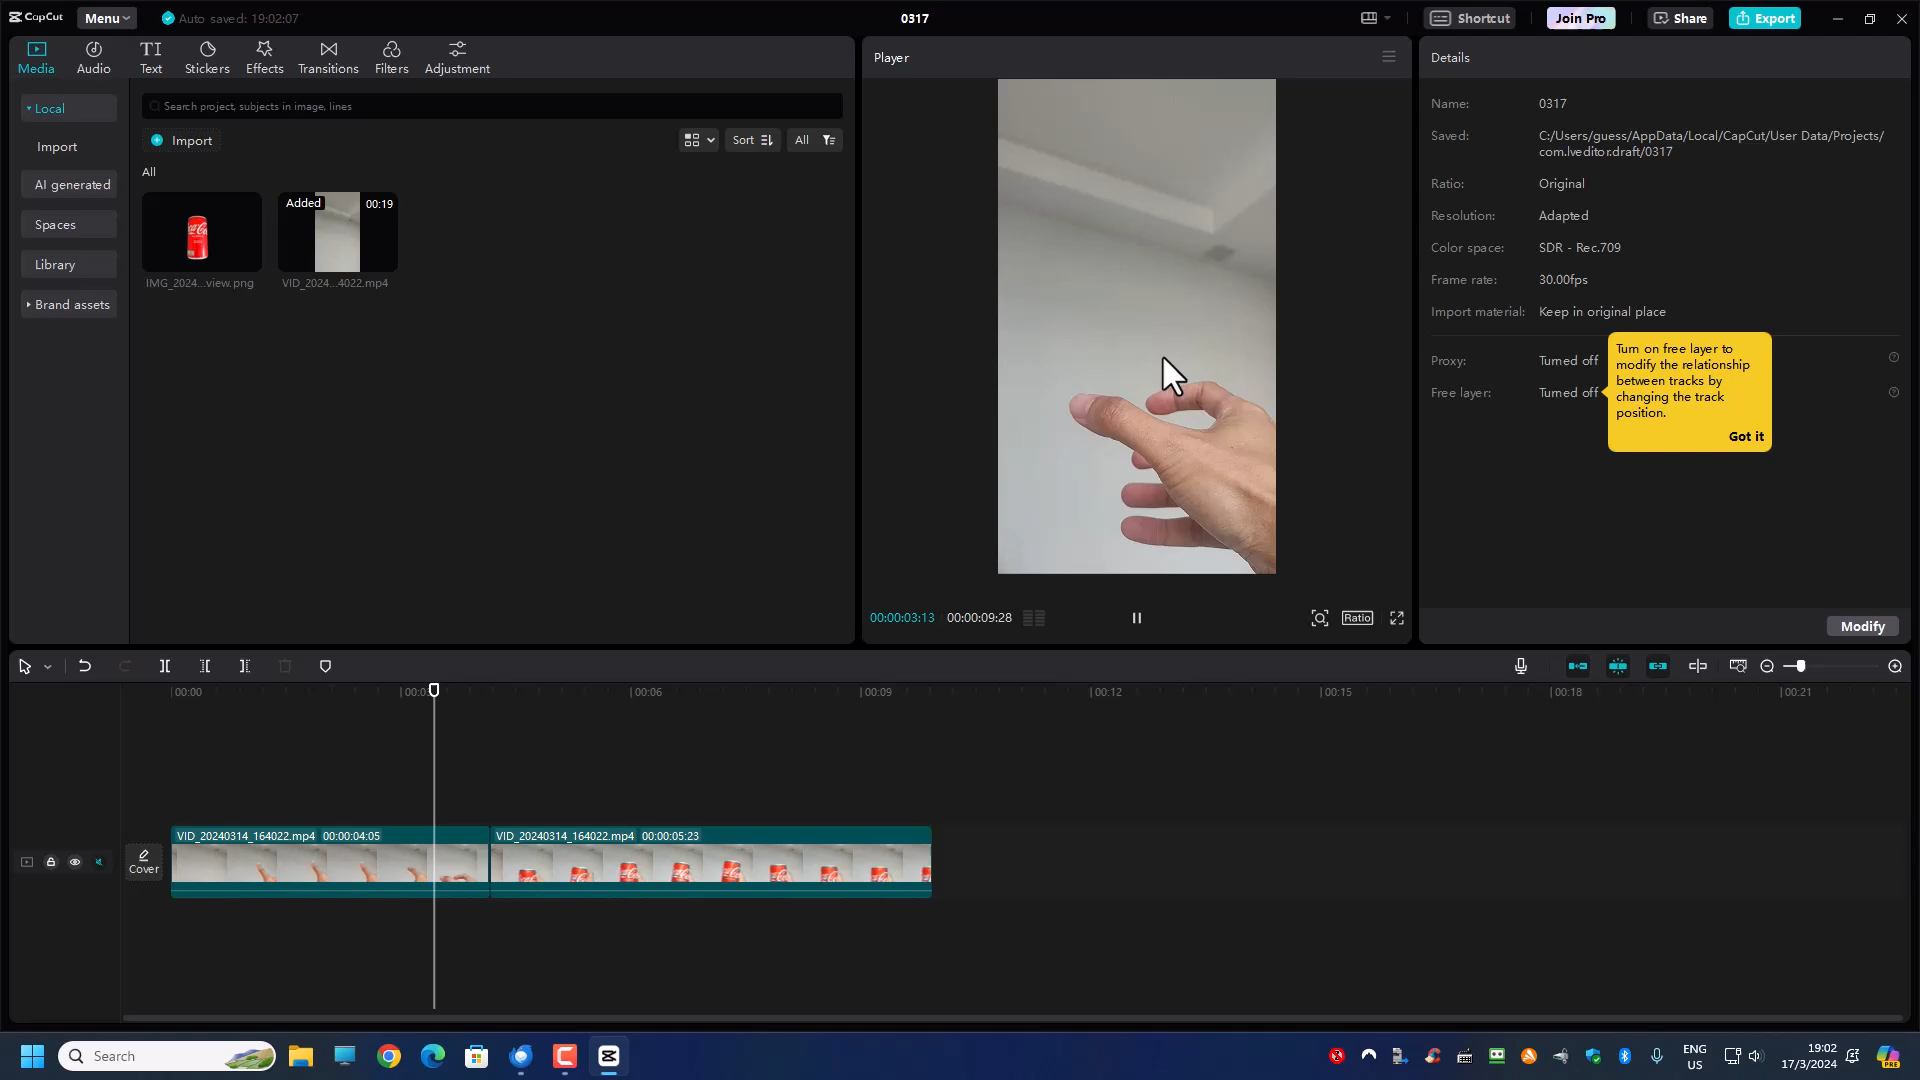 CapCut
Menu
Auto saved: 19:02:07
0317
Shortcut
Join Pro
Share
Export
Media
Audio
TI
Text
Stickers
Effects
Transitions
Filters
Adjustment
Local
Import
AI generated
Spaces
Library
Brand assets
Search project, subjects in image, lines
Import
Sort
All
All
Added
00:19
IMG_2024...view.png
VID_2024...4022.mp4
Player
00:00:03:13
00:00:09:28
Ratio
Details
Name:
0317
Saved:
C:/Users/guess/AppData/Local/CapCut/User Data/Projects/
com.lveditor.draft/0317
Ratio:
Original
Resolution:
Adapted
Color space:
SDR - Rec.709
Frame rate:
30.00fps
Import material:
Keep in original place
Proxy:
Turned off
Free layer:
Turned off
Turn on free layer to
modify the relationship
between tracks by
changing the track
position.
Got it
Modify
00:00
00:06
00:09
00:12
00:15
00:18
00:21
Cover
VID_20240314_164022.mp4 00:00:04:05
VID_20240314_164022.mp4 00:00:05:23
Search
ENG
US
19:02
17/3/2024
PRE